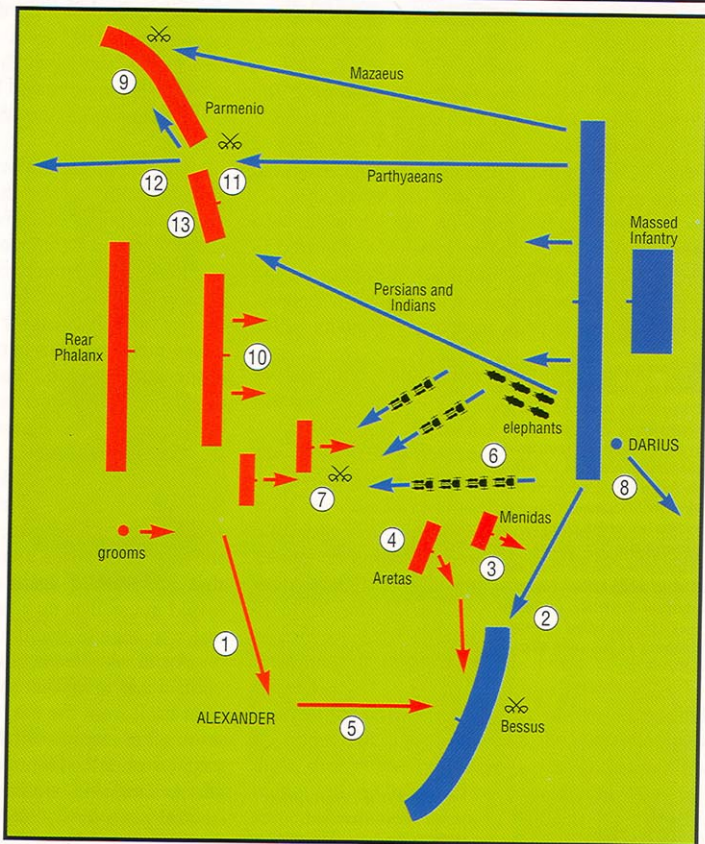 Mazaeus
9
Parmenio
11
Parthyaeans
12
13
Massed
Infantry
Persians and
Indians
Rear
Phalanx
10
elephants
DARIUS
6
8
7
Menidas
4
grooms
3
Aretas
2
1
ALEXANDER
5
Bessus